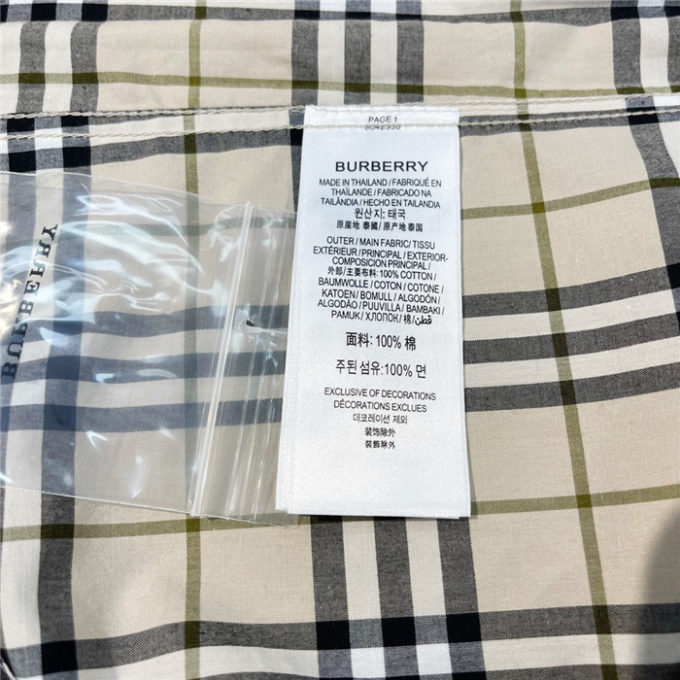 PAGE 1
8042330
BURBERRY
MADE IN THAILAND / FABRIQUÉ EN
THAÏLANDE / FABRICADO NA
TAILÂNDIA / HECHO EN TAILANDIA
원산지: 태국
原産地 泰國 / 原产地 泰国
OUTER / MAIN FABRIC/ TISSU
EXTÉRIEUR / PRINCIPAL / EXTERIOR-
COMPOSICION PRINCIPAL /
外部/主要布料: 100% COTTON /
BAUMWOLLE / COTON / COTONE /
KATOEN / BOMULL / ALGODÓN /
ALGODÃO / PUUVILLA / BAMBAKI /
PAMUK / ХЛОПОК / 棉 / قطن
面料: 100% 棉
주된 섬유: 100% 면
EXCLUSIVE OF DECORATIONS
DÉCORATIONS EXCLUES
데코레이션 제외
装饰除外
裝飾除外
BURBERRY